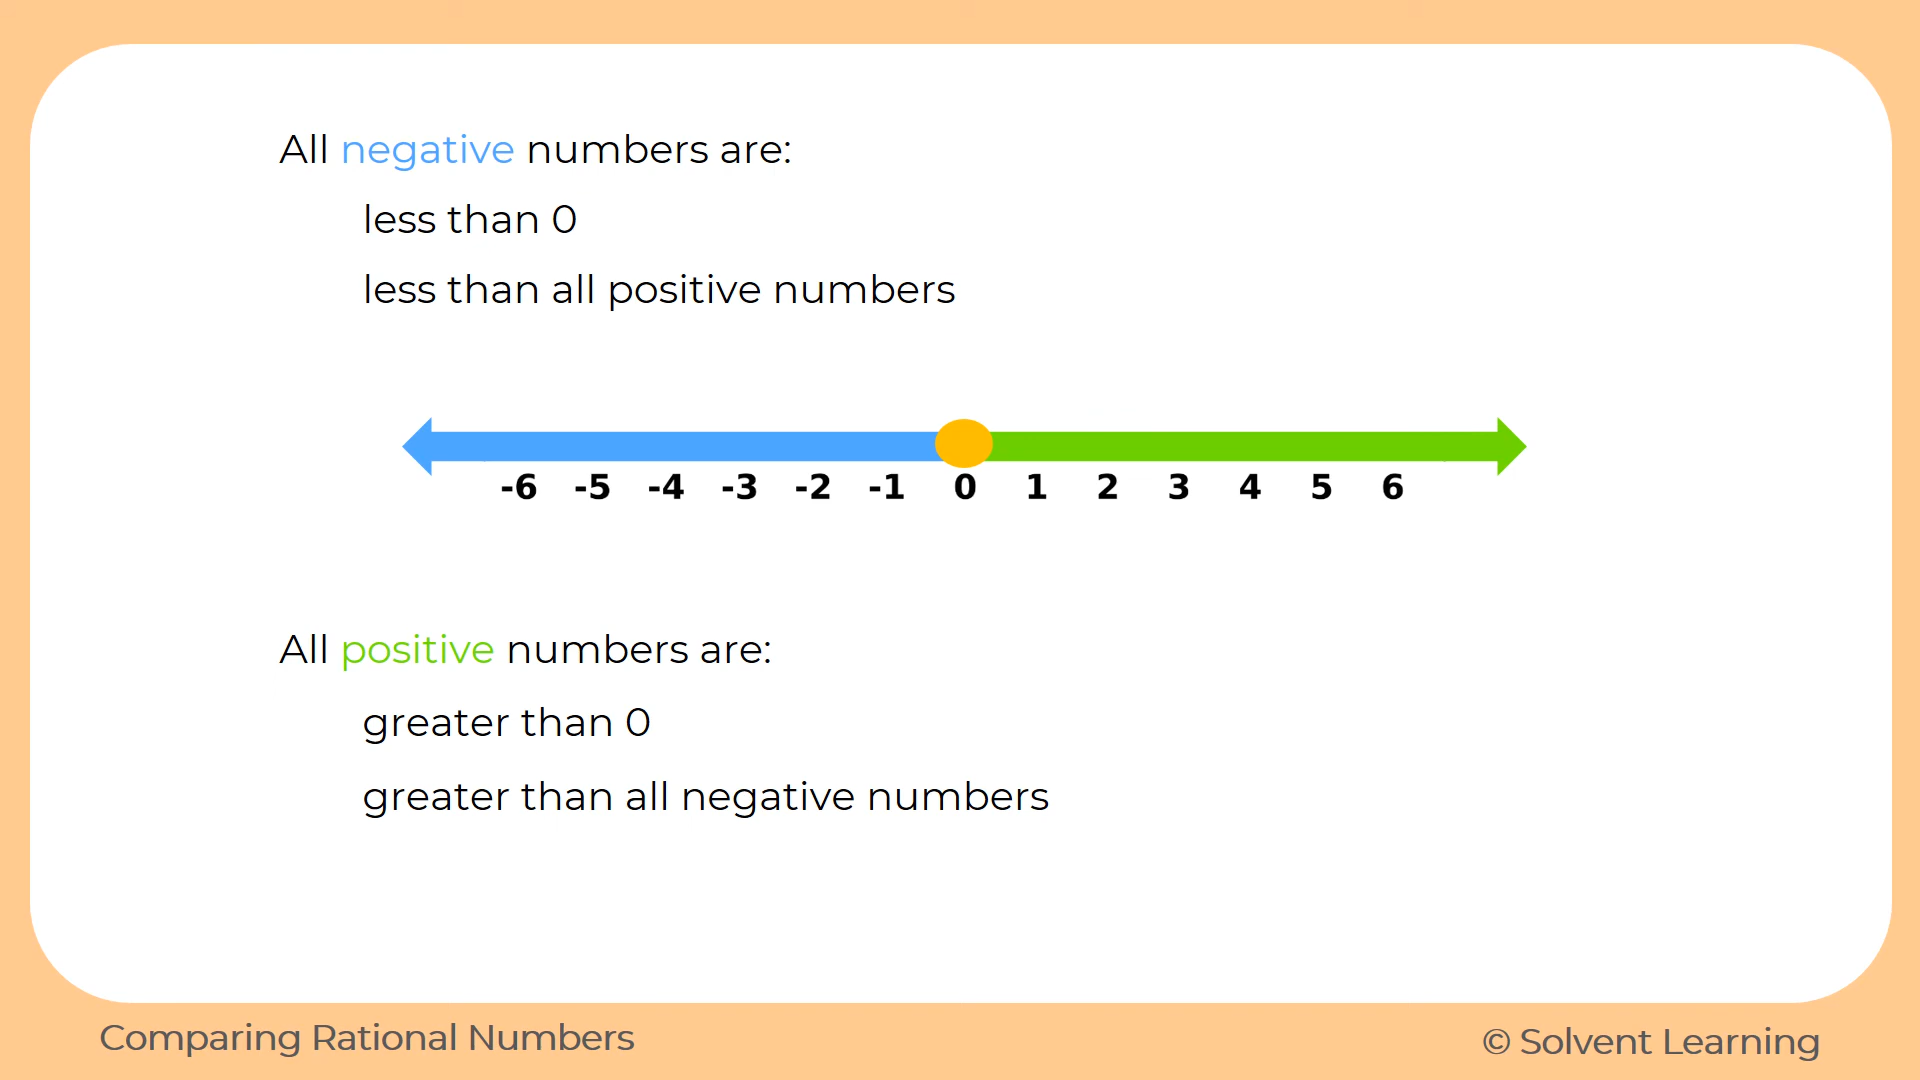 All negative numbers are:
less than 0
less than all positive numbers
-6 -5 -4 -3 -2 -1 0 1 2 3 4 5 6
All positive numbers are:
greater than 0
greater than all negative numbers
Comparing Rational Numbers
© Solvent Learning